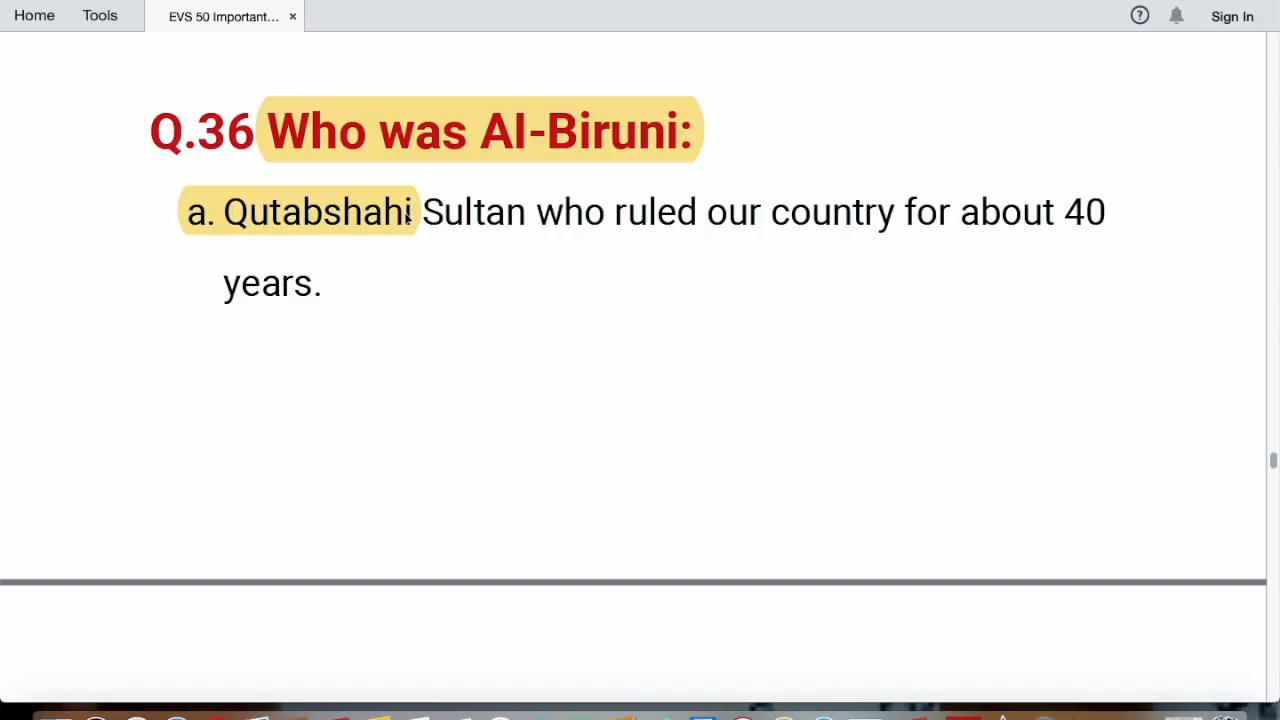 Home Tools EVS 50 Important... × ? Sign In
Q.36 Who was Al-Biruni:
a. Qutabshahi Sultan who ruled our country for about 40
years.